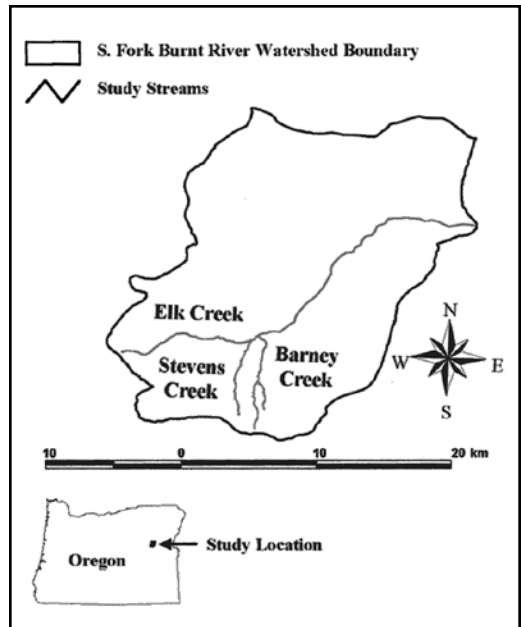 S. Fork Burnt River Watershed Boundary
Study Streams
Elk Creek
Stevens
Creek
Barney
Creek
N
W
E
S
10 0 10 20 km
Study Location
Oregon